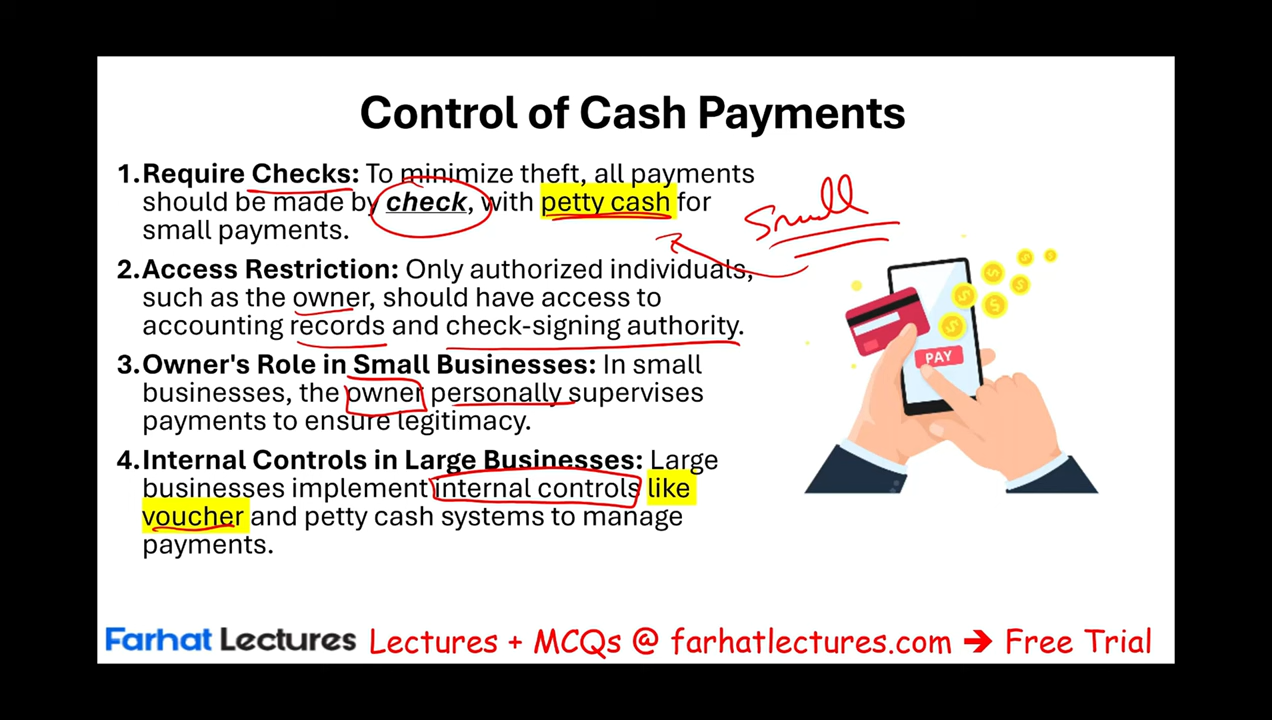 Control of Cash Payments
1. Require Checks: To minimize theft, all payments
should be made by check, with petty cash for
small payments.
Small
2. Access Restriction: Only authorized individuals,
such as the owner, should have access to
accounting records and check-signing authority.
3. Owner's Role in Small Businesses: In small
businesses, the owner personally supervises
payments to ensure legitimacy.
PAY
4. Internal Controls in Large Businesses: Large
businesses implement internal controls like
voucher and petty cash systems to manage
payments.
Farhat Lectures Lectures + MCQs @ farhatlectures.com → Free Trial